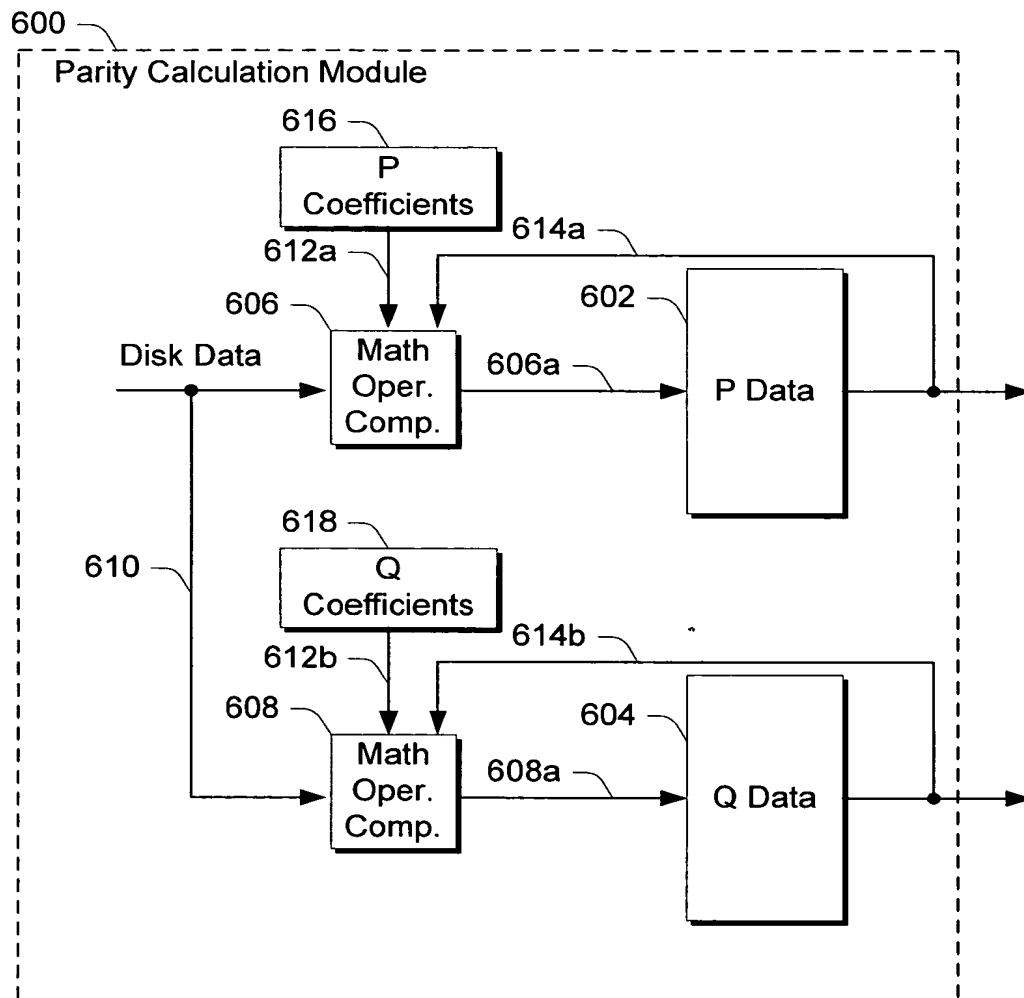 600
Parity Calculation Module
616
P
Coefficients
612a
614a
606
602
Disk Data
Math
Oper.
Comp.
606a
P Data
618
Q
Coefficients
610
612b
614b
608
604
Math
Oper.
Comp.
608a
Q Data